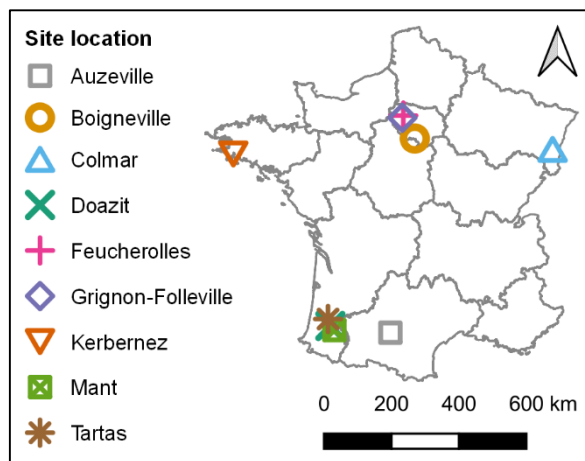 Site location
Auzeville
Boigneville
Colmar
Doazit
Feucherolles
Grignon-Folleville
Kerbernez
Mant
Tartas
0 200 400 600 km